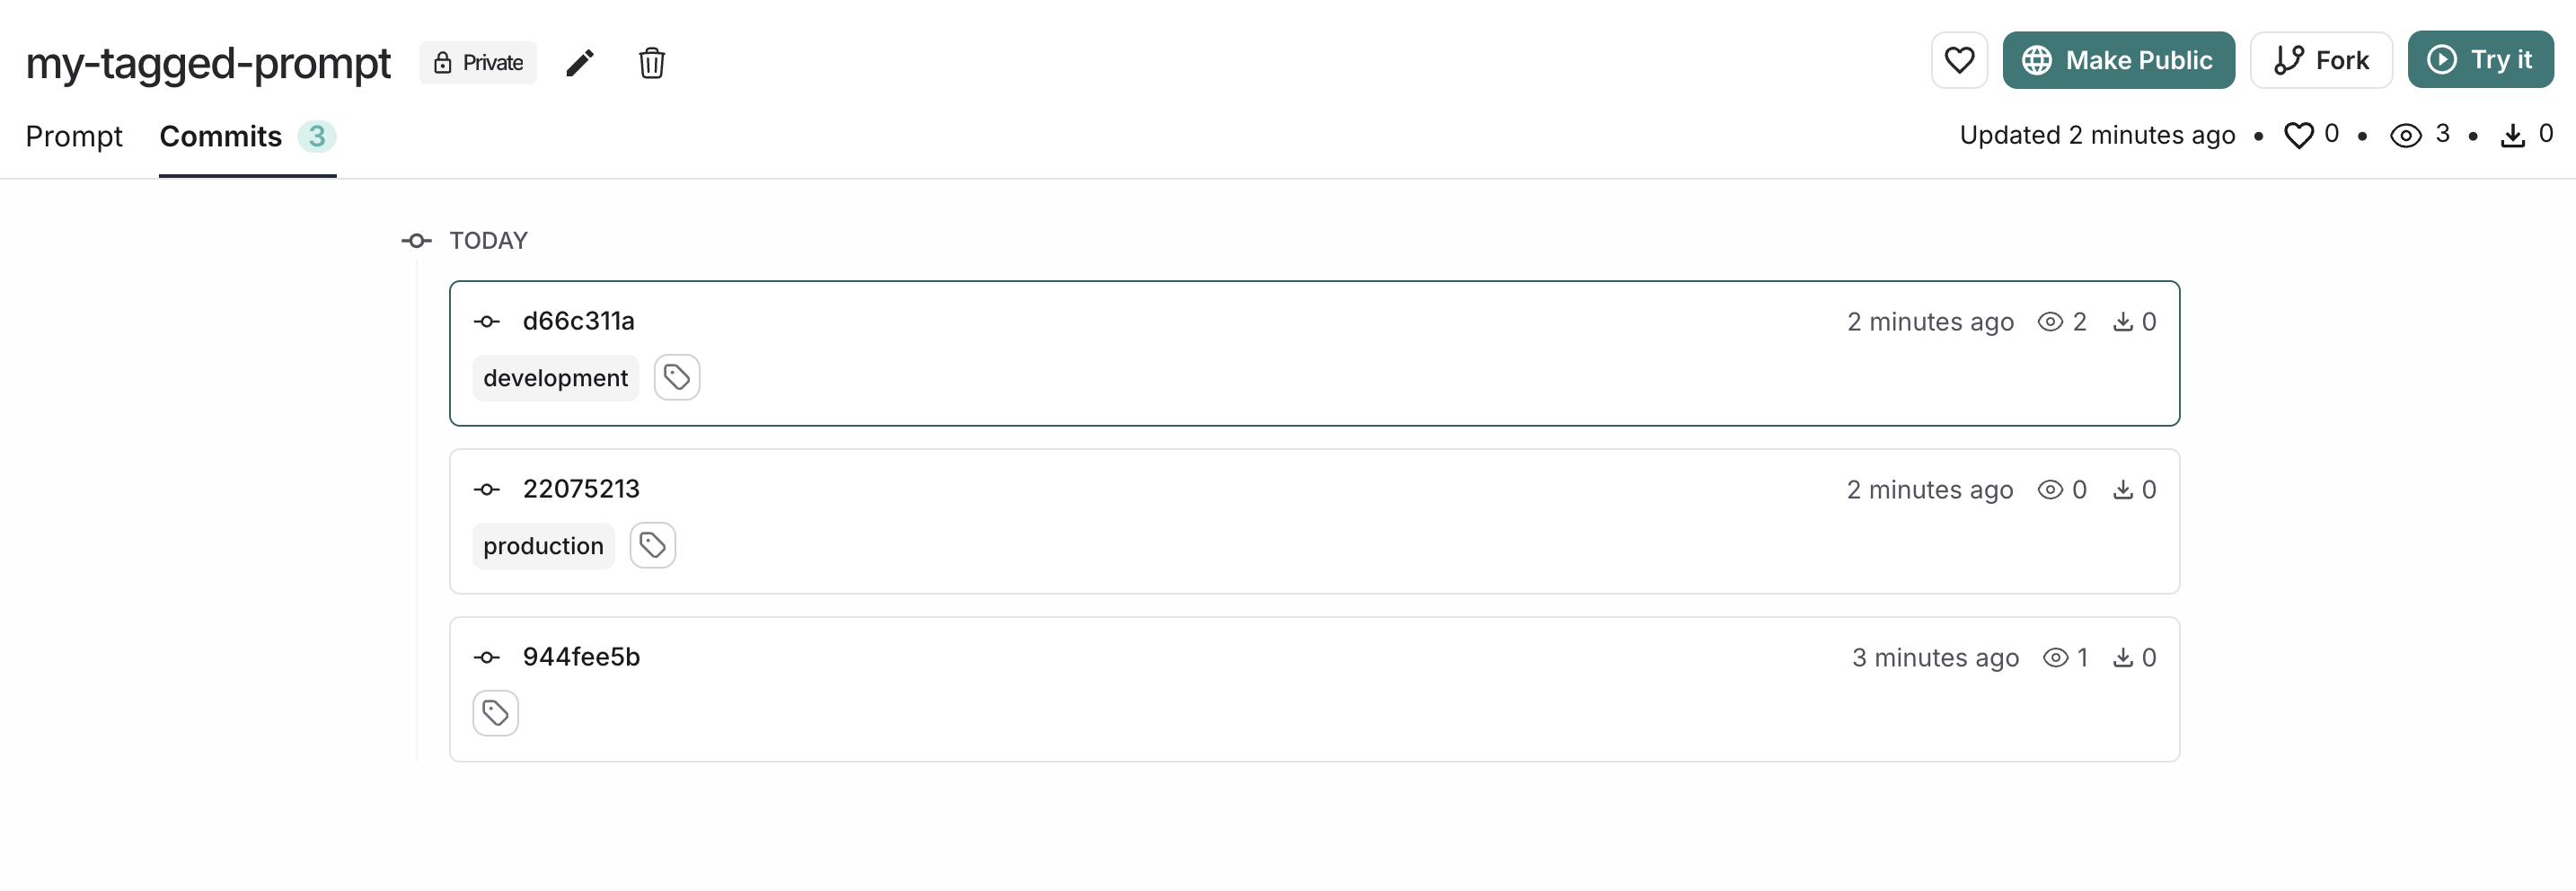 my-tagged-prompt Private Make Public Fork Try it
Prompt Commits 3 Updated 2 minutes ago • 0 • 3 • 0
TODAY
d66c311a 2 minutes ago 2 0
development
22075213 2 minutes ago 0 0
production
944fee5b 3 minutes ago 1 0